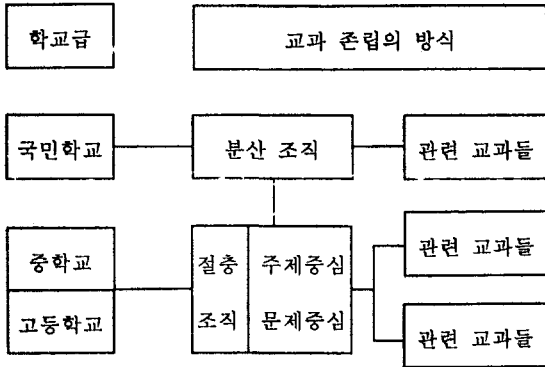 학교급 교과 존립의 방식
국민학교 분산 조직 관련 교과들
중학교 절충 주제중심 관련 교과들
고등학교 조직 문제중심 관련 교과들